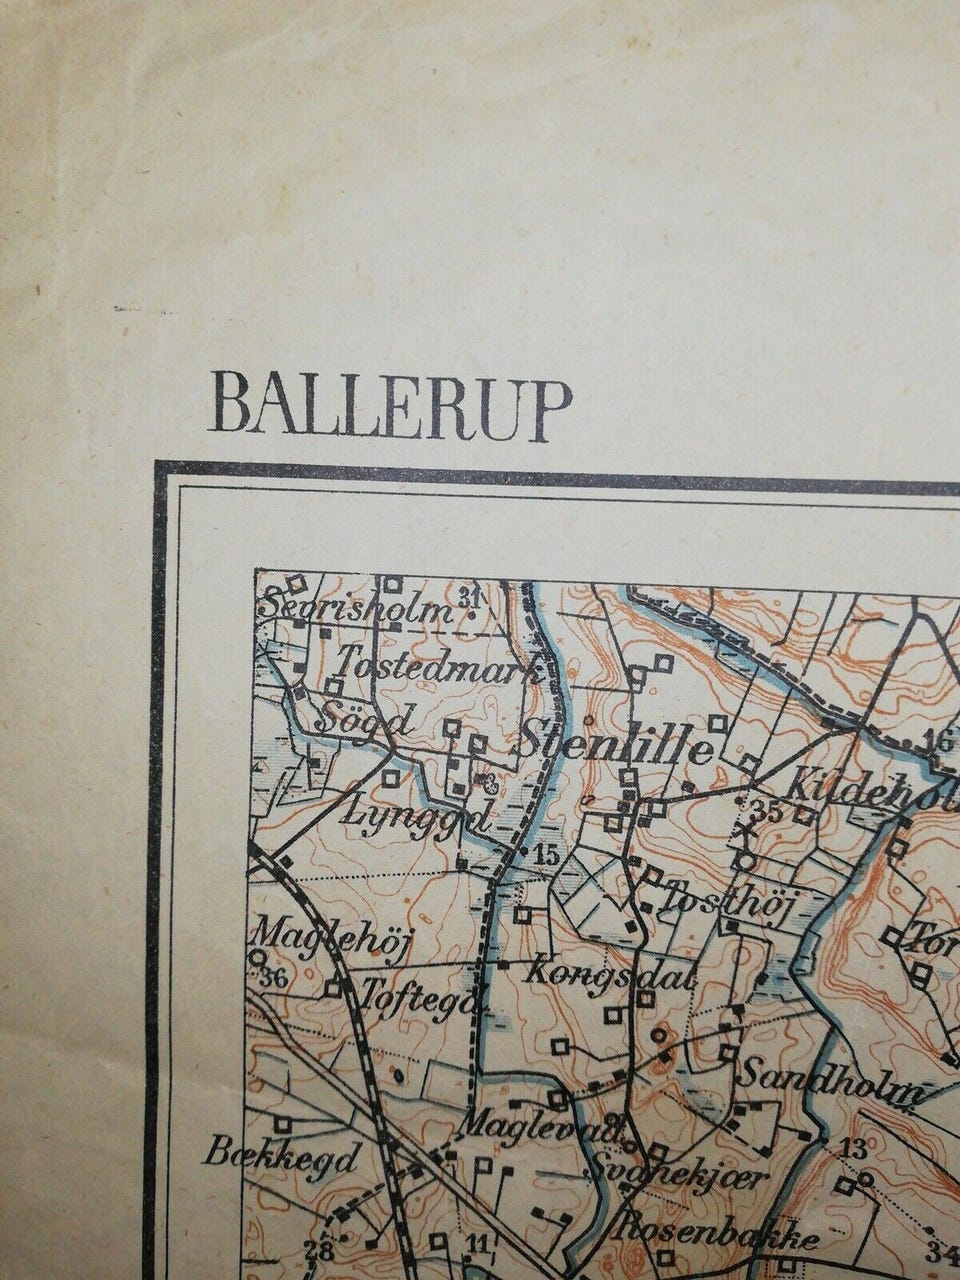 BALLERUP
Sevrisholm
31
Tostedmark
Sögd
Stenlille
16
Kildehol
Lynggd
35
15
Tosthöj
Maglehöj
Tor
36
Kongsdal
Toftegd
Sandholm
Maglevad
13
Bækkegd
Svanekjær
Rosenbakke
28
11
34